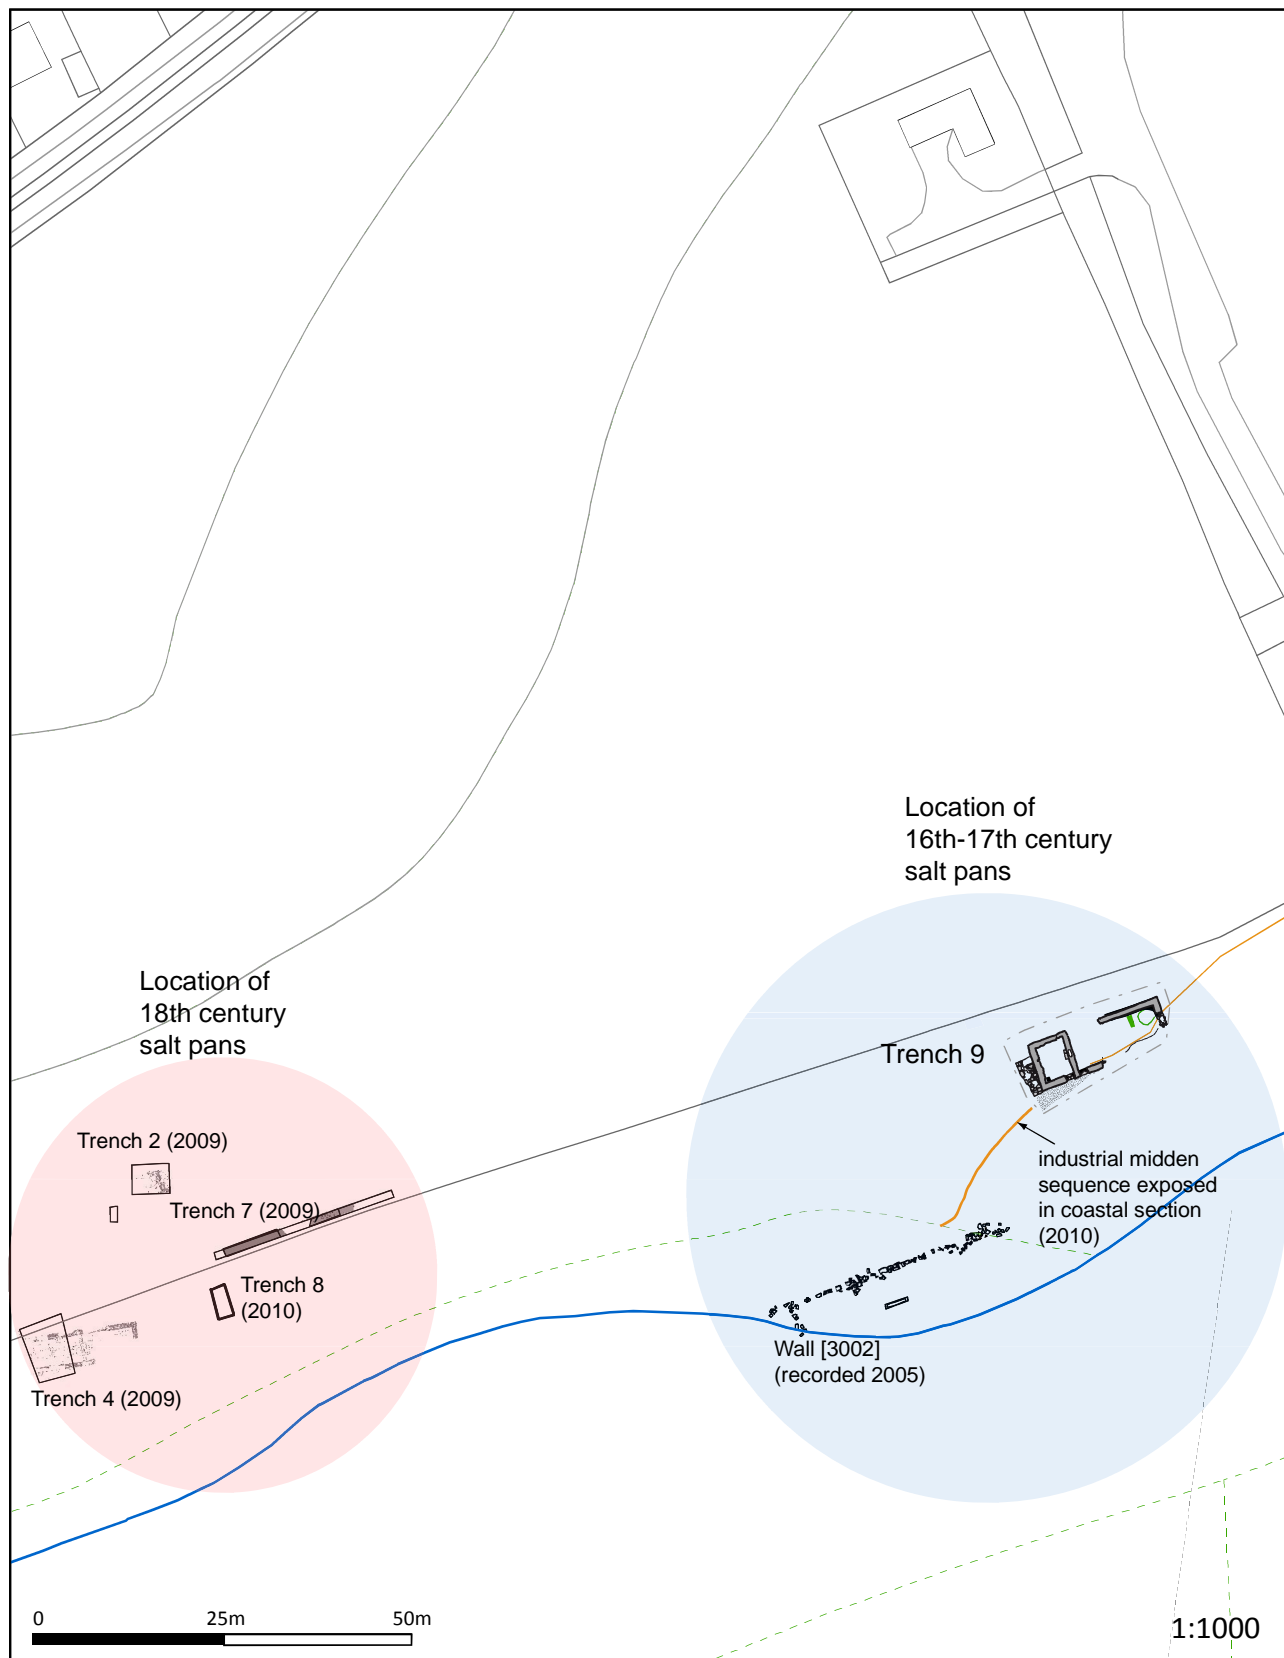 Location of
16th-17th century
salt pans
Location of
18th century
salt pans
Trench 9
Trench 2 (2009)
industrial midden
sequence exposed
in coastal section
(2010)
Trench 7 (2009)
Trench 8
(2010)
Wall [3002]
(recorded 2005)
Trench 4 (2009)
0 25m 50m
1:1000